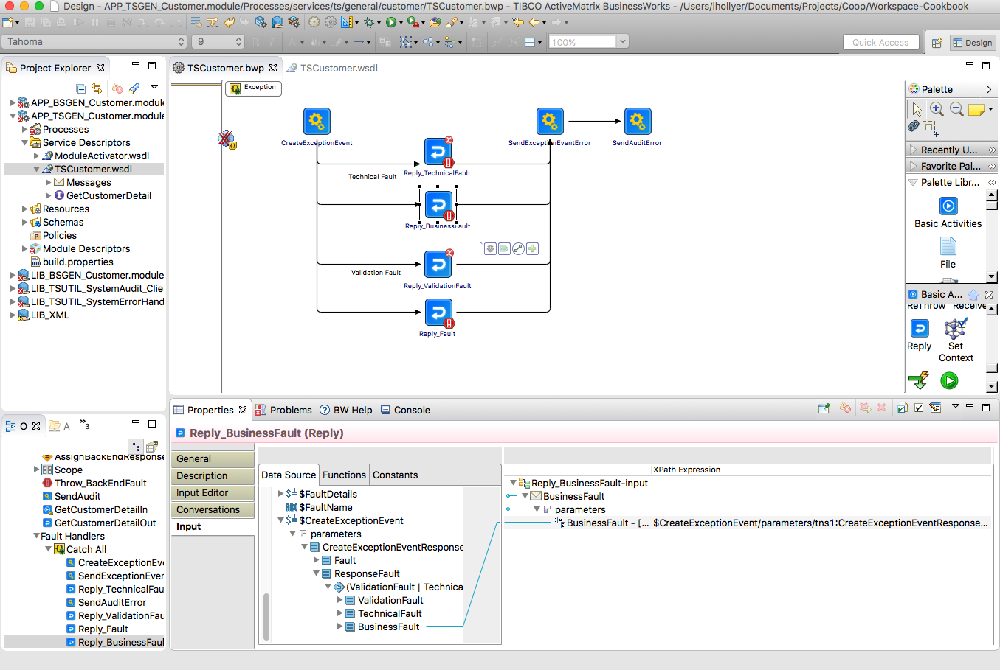 Design - APP_TSGEN_Customer.module/Processes/services/ts/general/customer/TSCustomer.bwp - TIBCO ActiveMatrix BusinessWorks - /Users/lhollyer/Documents/Projects/Coop/Workspace-Cookbook
Tahoma
9
100%
Quick Access
Design
Project Explorer
APP_BSGEN_Customer.module
APP_TSGEN_Customer.module
Processes
Service Descriptors
ModuleActivator.wsdl
TSCustomer.wsdl
Messages
GetCustomerDetail
Resources
Schemas
Policies
Module Descriptors
build.properties
LIB_BSGEN_Customer.module
LIB_TSUTIL_SystemAudit_Clie
LIB_TSUTIL_SystemErrorHand
LIB_XML
TSCustomer.bwp
TSCustomer.wsdl
Exception
CreateExceptionEvent
SendExceptionEventError
SendAuditError
Technical Fault
Reply_TechnicalFault
Reply_BusinessFault
Validation Fault
Reply_ValidationFault
Reply_Fault
Palette
Recently U...
Favorite Pal...
Palette Libr...
Basic Activities
File
Basic A...
ReThrow Receive
Reply
Set
Context
O
A
3
AssignBackEndResponse
Scope
Throw_BackEndFault
SendAudit
GetCustomerDetailIn
GetCustomerDetailOut
Fault Handlers
Catch All
CreateExceptionEv
SendExceptionEver
Reply_TechnicalFau
SendAuditError
Reply_ValidationFau
Reply_Fault
Reply_BusinessFaul
Properties
Problems
BW Help
Console
Reply_BusinessFault (Reply)
General
Description
Input Editor
Conversations
Input
Data Source
Functions
Constants
$FaultDetails
$FaultName
$CreateExceptionEvent
parameters
CreateExceptionEventResponse
Fault
ResponseFault
(ValidationFault | Technica
ValidationFault
TechnicalFault
BusinessFault
XPath Expression
Reply_BusinessFault-input
BusinessFault
parameters
BusinessFault - [... $CreateExceptionEvent/parameters/tns1:CreateExceptionEventResponse...